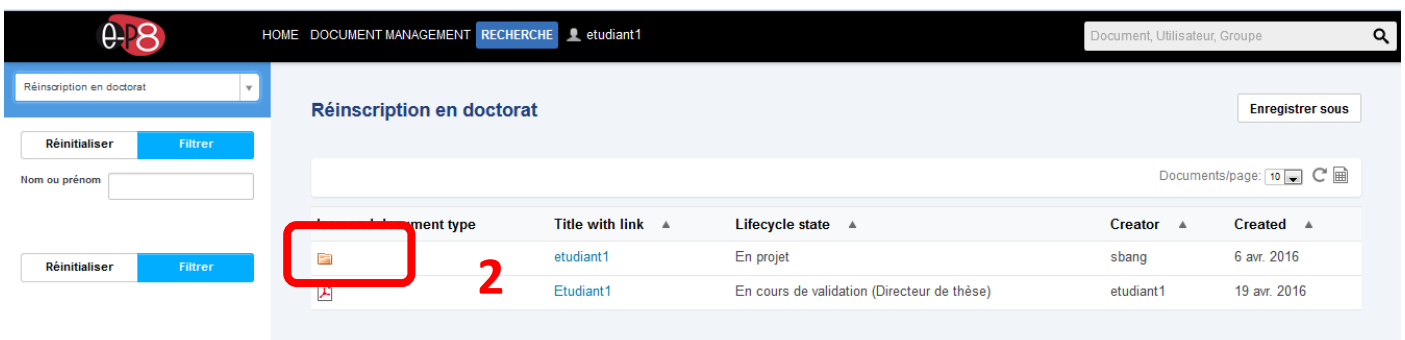 e-P8 HOME DOCUMENT MANAGEMENT RECHERCHE etudiant1 Document, Utilisateur, Groupe
Réinscription en doctorat
Réinscription en doctorat Enregistrer sous
Réinitialiser Filtrer
Nom ou prénom
Documents/page: 10
ment type Title with link Lifecycle state Creator Created
etudiant1 En projet sbang 6 avr. 2016
2
Réinitialiser Filtrer
Etudiant1 En cours de validation (Directeur de thèse) etudiant1 19 avr. 2016